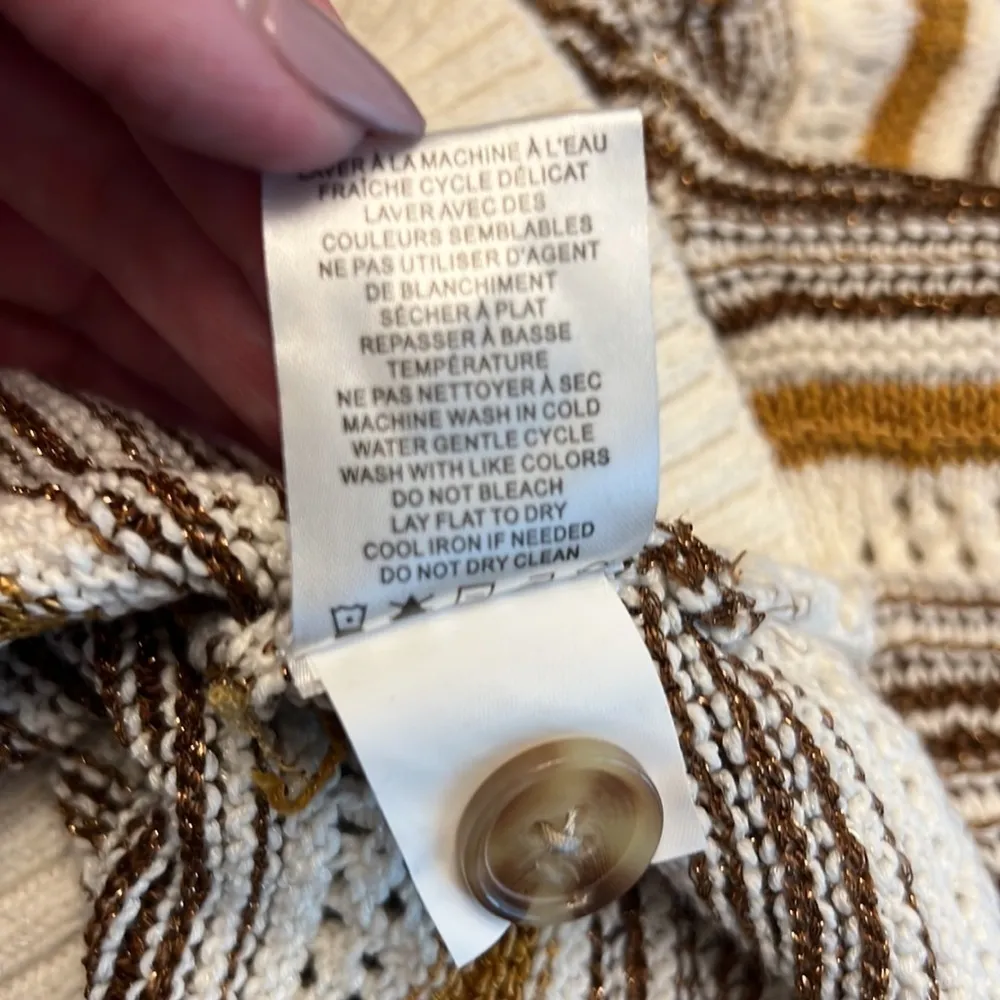 LAVER À LA MACHINE À L'EAU
FRAÎCHE CYCLE DÉLICAT
LAVER AVEC DES
COULEURS SEMBLABLES
NE PAS UTILISER D'AGENT
DE BLANCHIMENT
SÉCHER À PLAT
REPASSER À BASSE
TEMPÉRATURE
NE PAS NETTOYER À SEC
MACHINE WASH IN COLD
WATER GENTLE CYCLE
WASH WITH LIKE COLORS
DO NOT BLEACH
LAY FLAT TO DRY
COOL IRON IF NEEDED
DO NOT DRY CLEAN